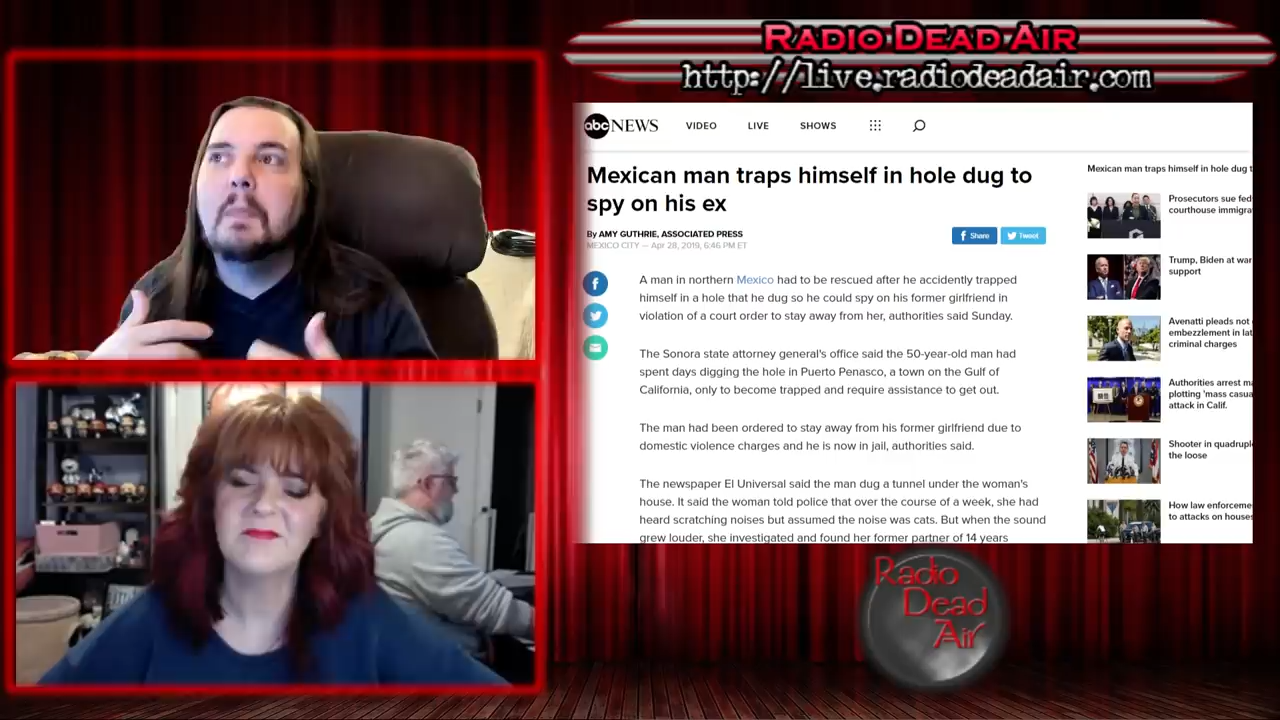 Radio Dead Air
http://live.radiodeadair.com
abc NEWS VIDEO LIVE SHOWS
Mexican man traps himself in hole dug to
spy on his ex
By AMY GUTHRIE, ASSOCIATED PRESS
MEXICO CITY — Apr 28, 2019, 6:46 PM ET
Share Tweet
A man in northern Mexico had to be rescued after he accidently trapped
himself in a hole that he dug so he could spy on his former girlfriend in
violation of a court order to stay away from her, authorities said Sunday.
The Sonora state attorney general's office said the 50-year-old man had
spent days digging the hole in Puerto Penasco, a town on the Gulf of
California, only to become trapped and require assistance to get out.
The man had been ordered to stay away from his former girlfriend due to
domestic violence charges and he is now in jail, authorities said.
The newspaper El Universal said the man dug a tunnel under the woman's
house. It said the woman told police that over the course of a week, she had
heard scratching noises but assumed the noise was cats. But when the sound
grew louder, she investigated and found her former partner of 14 years
Mexican man traps himself in hole dug t
Prosecutors sue fed
courthouse immigra
Trump, Biden at war
support
Avenatti pleads not
embezzlement in lat
criminal charges
Authorities arrest ma
plotting 'mass casua
attack in Calif.
Shooter in quadruple
the loose
How law enforceme
to attacks on houses
Radio
Dead
Air